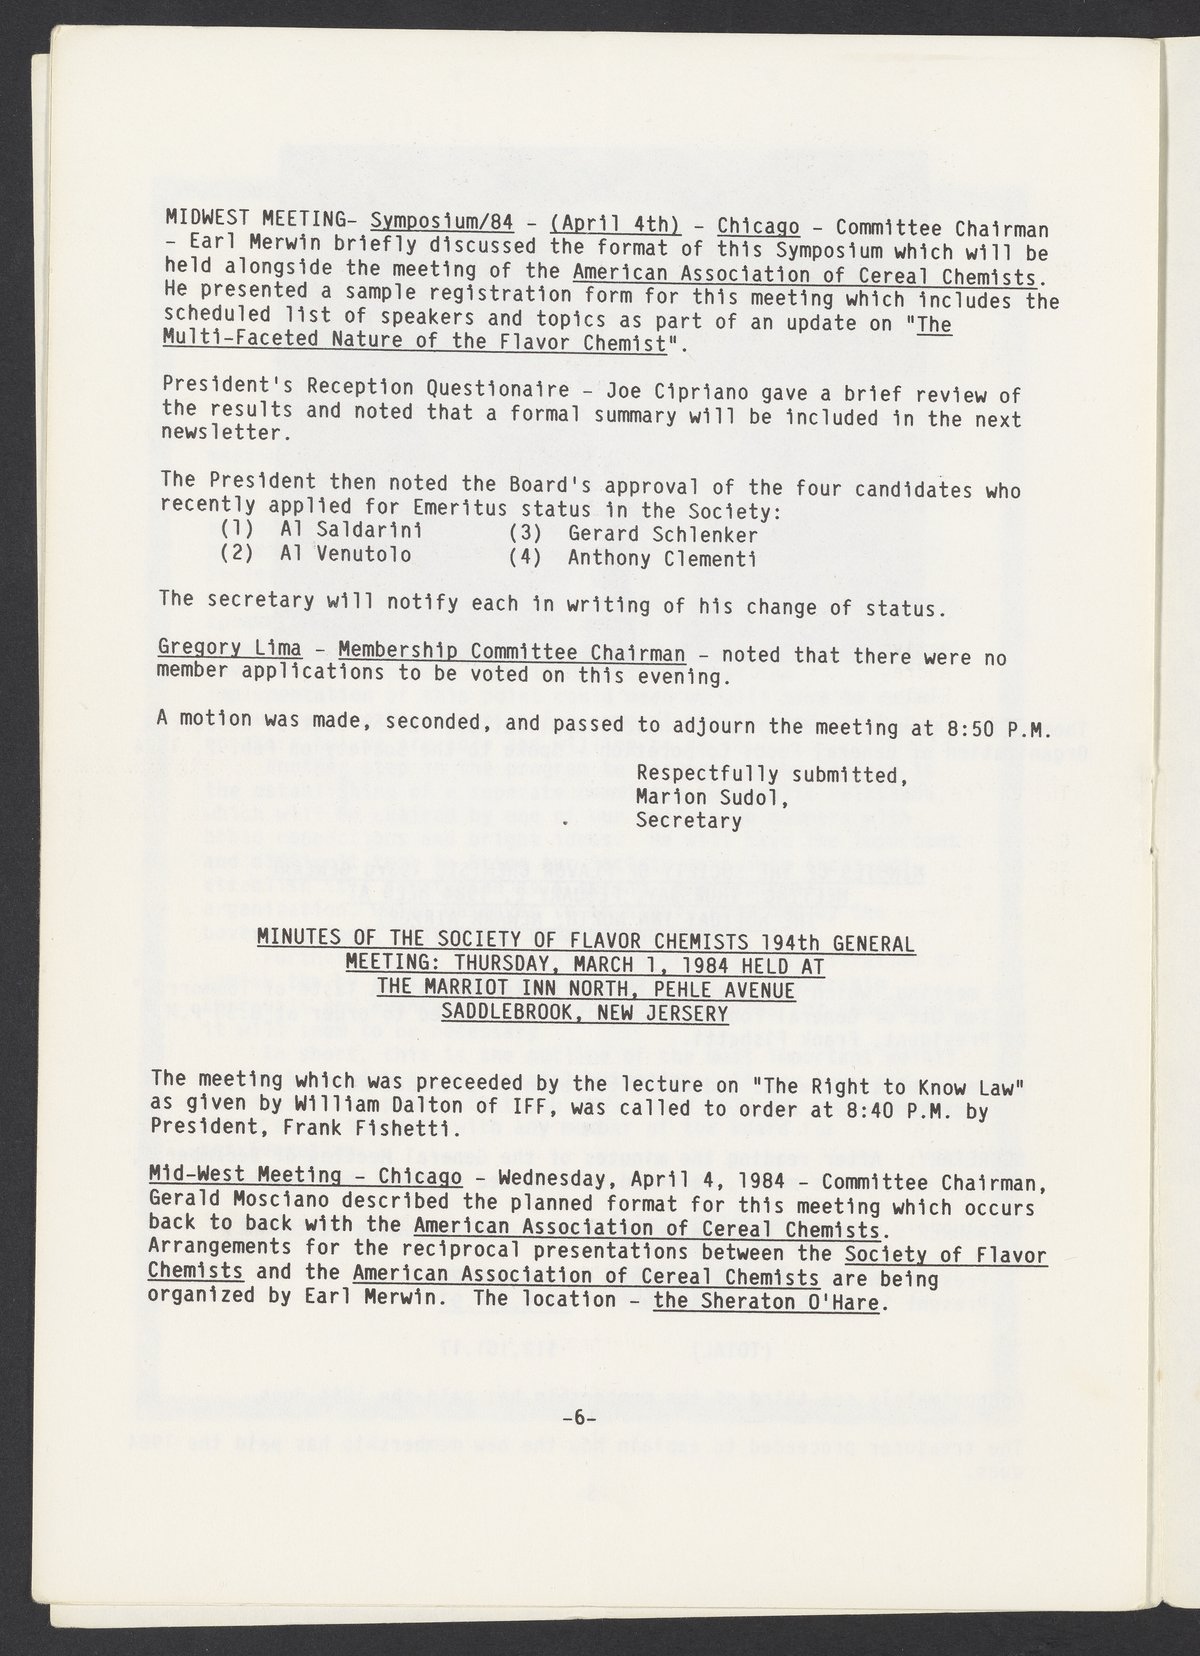 MIDWEST MEETING- Symposium/84 - (April 4th) - Chicago - Committee Chairman
- Earl Merwin briefly discussed the format of this Symposium which will be
held alongside the meeting of the American Association of Cereal Chemists.
He presented a sample registration form for this meeting which includes the
scheduled list of speakers and topics as part of an update on "The
Multi-Faceted Nature of the Flavor Chemist".
President's Reception Questionaire - Joe Cipriano gave a brief review of
the results and noted that a formal summary will be included in the next
newsletter.
The President then noted the Board's approval of the four candidates who
recently applied for Emeritus status in the Society:
(1) Al Saldarini (3) Gerard Schlenker
(2) Al Venutolo (4) Anthony Clementi
The secretary will notify each in writing of his change of status.
Gregory Lima - Membership Committee Chairman - noted that there were no
member applications to be voted on this evening.
A motion was made, seconded, and passed to adjourn the meeting at 8:50 P.M.
Respectfully submitted,
Marion Sudol,
Secretary
MINUTES OF THE SOCIETY OF FLAVOR CHEMISTS 194th GENERAL
MEETING: THURSDAY, MARCH 1, 1984 HELD AT
THE MARRIOT INN NORTH, PEHLE AVENUE
SADDLEBROOK, NEW JERSERY
The meeting which was preceeded by the lecture on "The Right to Know Law"
as given by William Dalton of IFF, was called to order at 8:40 P.M. by
President, Frank Fishetti.
Mid-West Meeting - Chicago - Wednesday, April 4, 1984 - Committee Chairman,
Gerald Mosciano described the planned format for this meeting which occurs
back to back with the American Association of Cereal Chemists.
Arrangements for the reciprocal presentations between the Society of Flavor
Chemists and the American Association of Cereal Chemists are being
organized by Earl Merwin. The location - the Sheraton O'Hare.
-6-